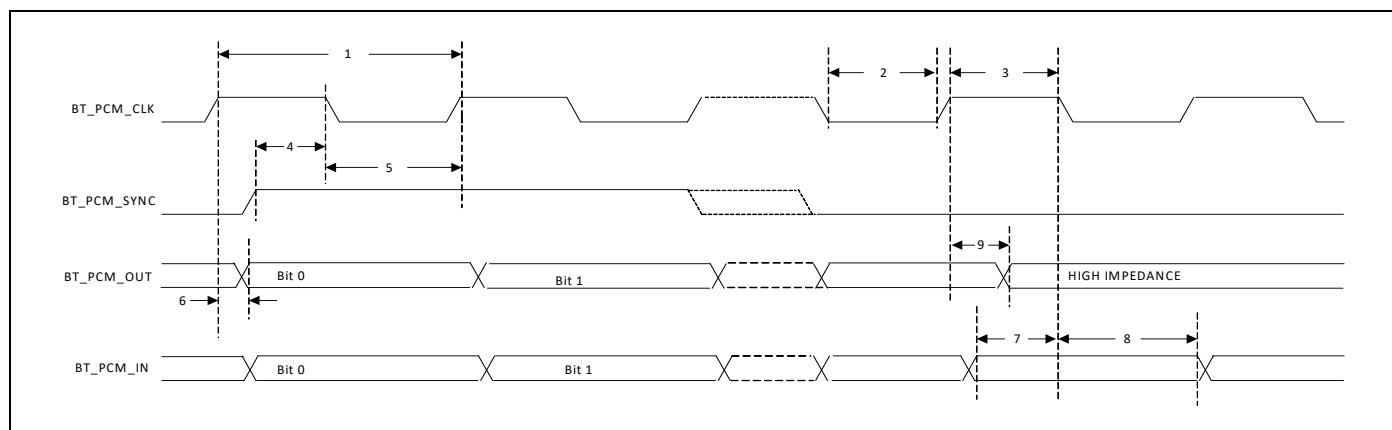 1
2
3
BT_PCM_CLK
4
5
BT_PCM_SYNC
9
BT_PCM_OUT
Bit 0
Bit 1
HIGH IMPEDANCE
6
7
8
BT_PCM_IN
Bit 0
Bit 1